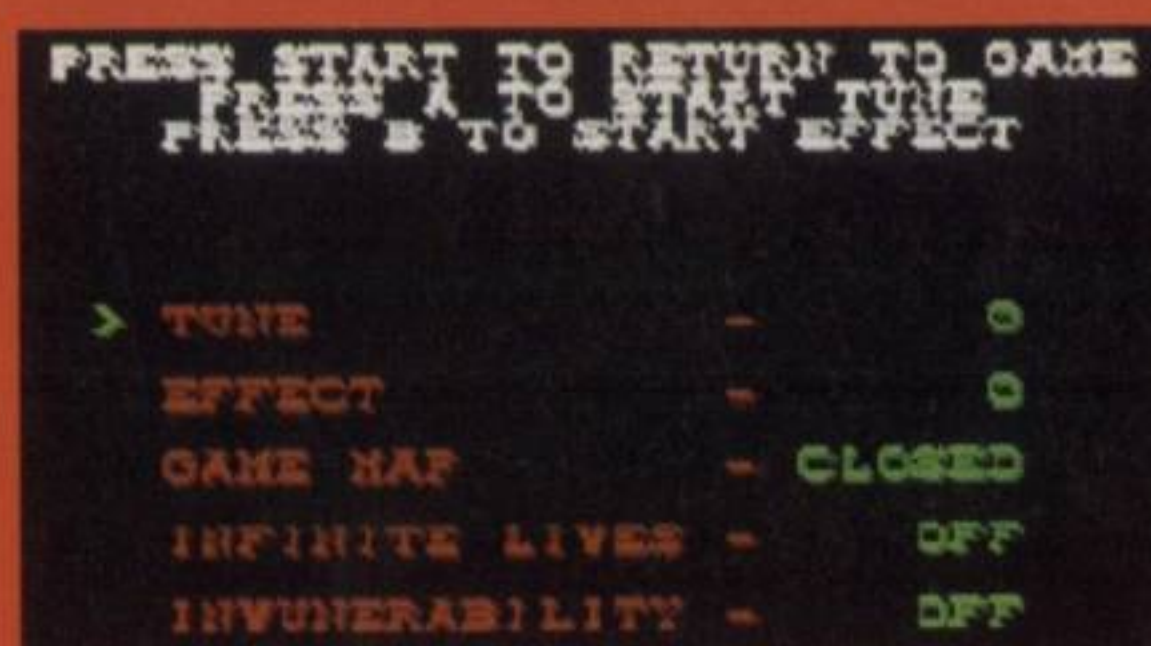 PRESS START TO RETURN TO GAME
PRESS A TO START TUNE
PRESS B TO START EFFECT
> TUNE - 0
EFFECT - 0
GAME MAP - CLOSED
INFINITE LIVES - OFF
INVUNERABILITY - OFF